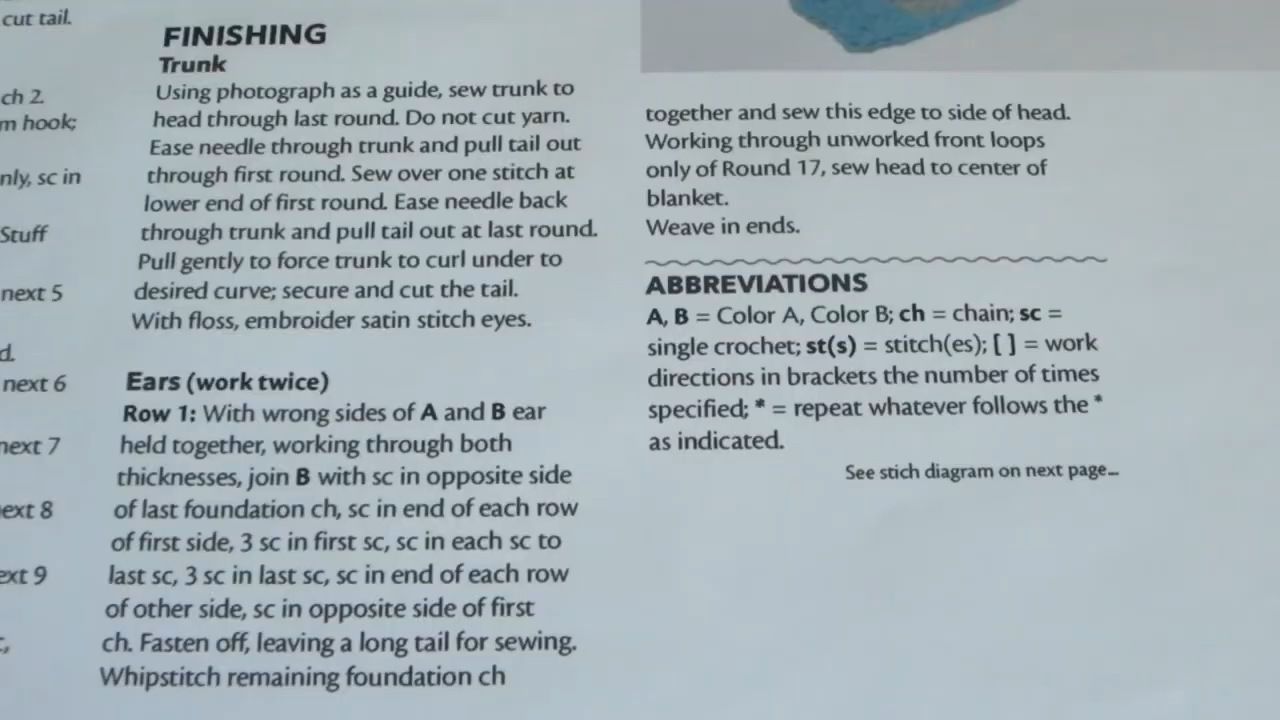 cut tail.
ch 2.
m hook;
nly, sc in
Stuff
next 5
d.
next 6
next 7
ext 8
ext 9
FINISHING
Trunk
Using photograph as a guide, sew trunk to
head through last round. Do not cut yarn.
Ease needle through trunk and pull tail out
through first round. Sew over one stitch at
lower end of first round. Ease needle back
through trunk and pull tail out at last round.
Pull gently to force trunk to curl under to
desired curve; secure and cut the tail.
With floss, embroider satin stitch eyes.
Ears (work twice)
Row 1: With wrong sides of A and B ear
held together, working through both
thicknesses, join B with sc in opposite side
of last foundation ch, sc in end of each row
of first side, 3 sc in first sc, sc in each sc to
last sc, 3 sc in last sc, sc in end of each row
of other side, sc in opposite side of first
ch. Fasten off, leaving a long tail for sewing.
Whipstitch remaining foundation ch
together and sew this edge to side of head.
Working through unworked front loops
only of Round 17, sew head to center of
blanket.
Weave in ends.
ABBREVIATIONS
A, B = Color A, Color B; ch = chain; sc =
single crochet; st(s) = stitch(es); [ ] = work
directions in brackets the number of times
specified; * = repeat whatever follows the *
as indicated.
See stich diagram on next page...